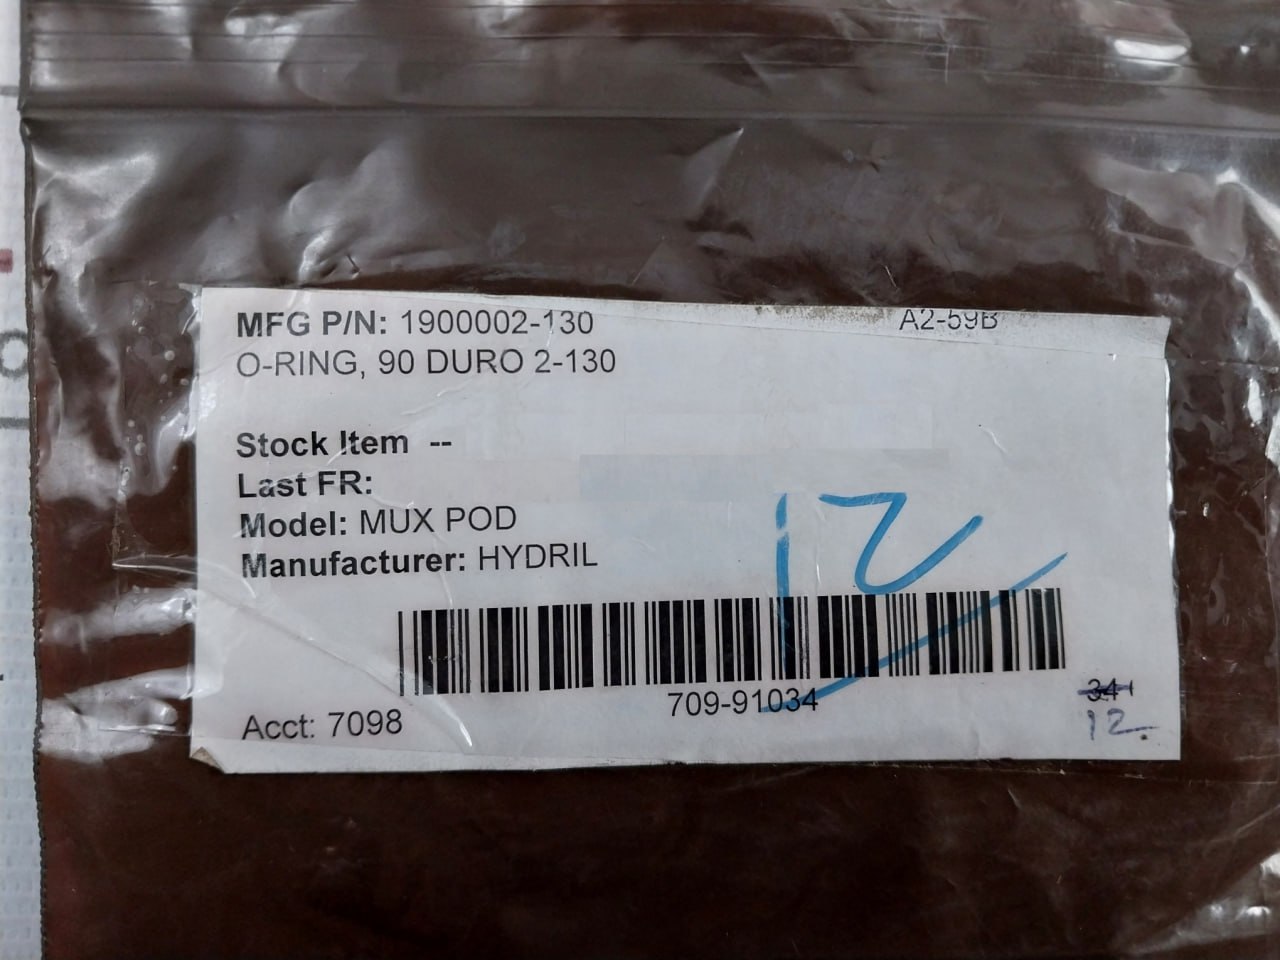 MFG P/N: 1900002-130
A2-59B
O-RING, 90 DURO 2-130
Stock Item --
Last FR:
Model: MUX POD
Manufacturer: HYDRIL
12
709-91034
34
12
Acct: 7098